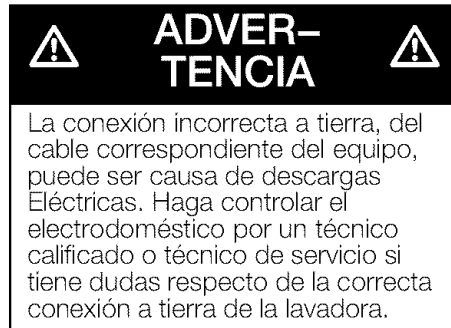 ADVER–
TENCIA
La conexión incorrecta a tierra, del
cable correspondiente del equipo,
puede ser causa de descargas
Eléctricas. Haga controlar el
electrodoméstico por un técnico
calificado o técnico de servicio si
tiene dudas respecto de la correcta
conexión a tierra de la lavadora.